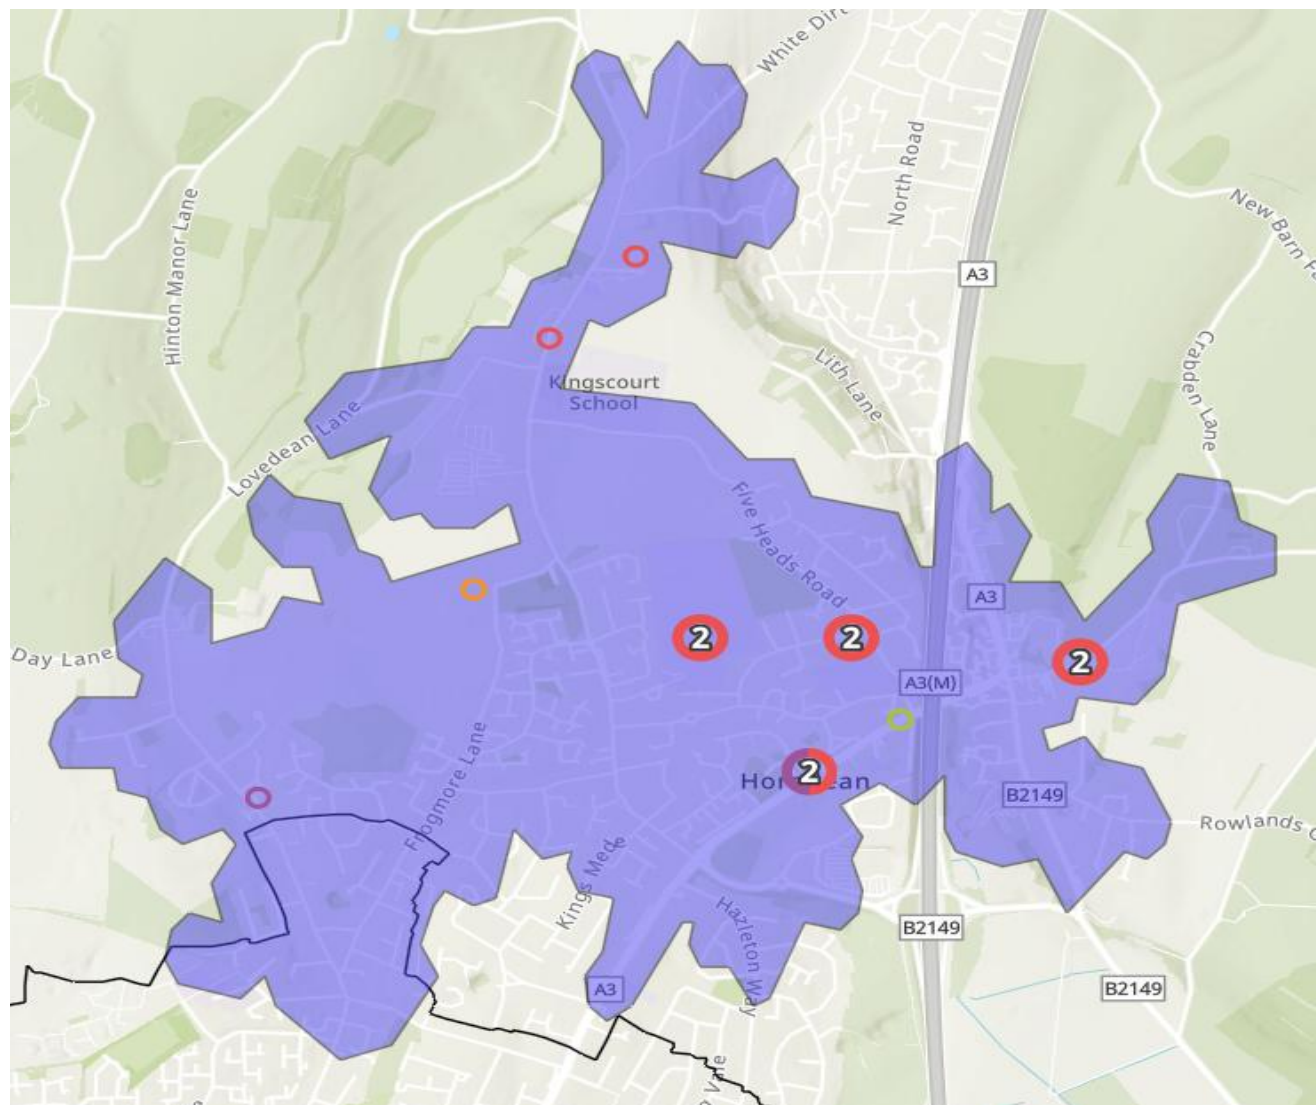 White Dirt
North Road
New Barn Fa
Hinton Manor Lane
A3
Crabden Lane
Lith Lane
Kingscourt
School
Lovedean Lane
Five Heads Road
A3
2
2
Day Lane
2
A3(M)
Frogmore Lane
2
B2149
Rowlands C
Kings Mede
Hazleton Way
B2149
A3
B2149
Vale